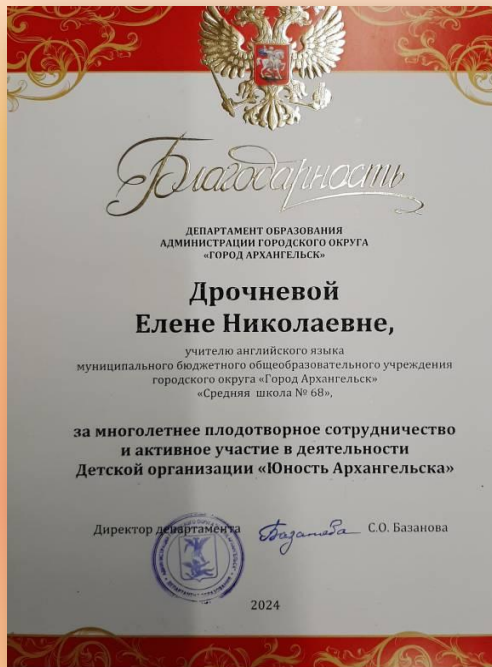 Благодарность
ДЕПАРТАМЕНТ ОБРАЗОВАНИЯ
АДМИНИСТРАЦИИ ГОРОДСКОГО ОКРУГА
«ГОРОД АРХАНГЕЛЬСК»
Дрочневой
Елене Николаевне,
учителю английского языка
муниципального бюджетного общеобразовательного учреждения
городского округа «Город Архангельск»
«Средняя школа № 68»,
за многолетнее плодотворное сотрудничество
и активное участие в деятельности
Детской организации «Юность Архангельска»
Директор департамента Базанова С.О. Базанова
2024